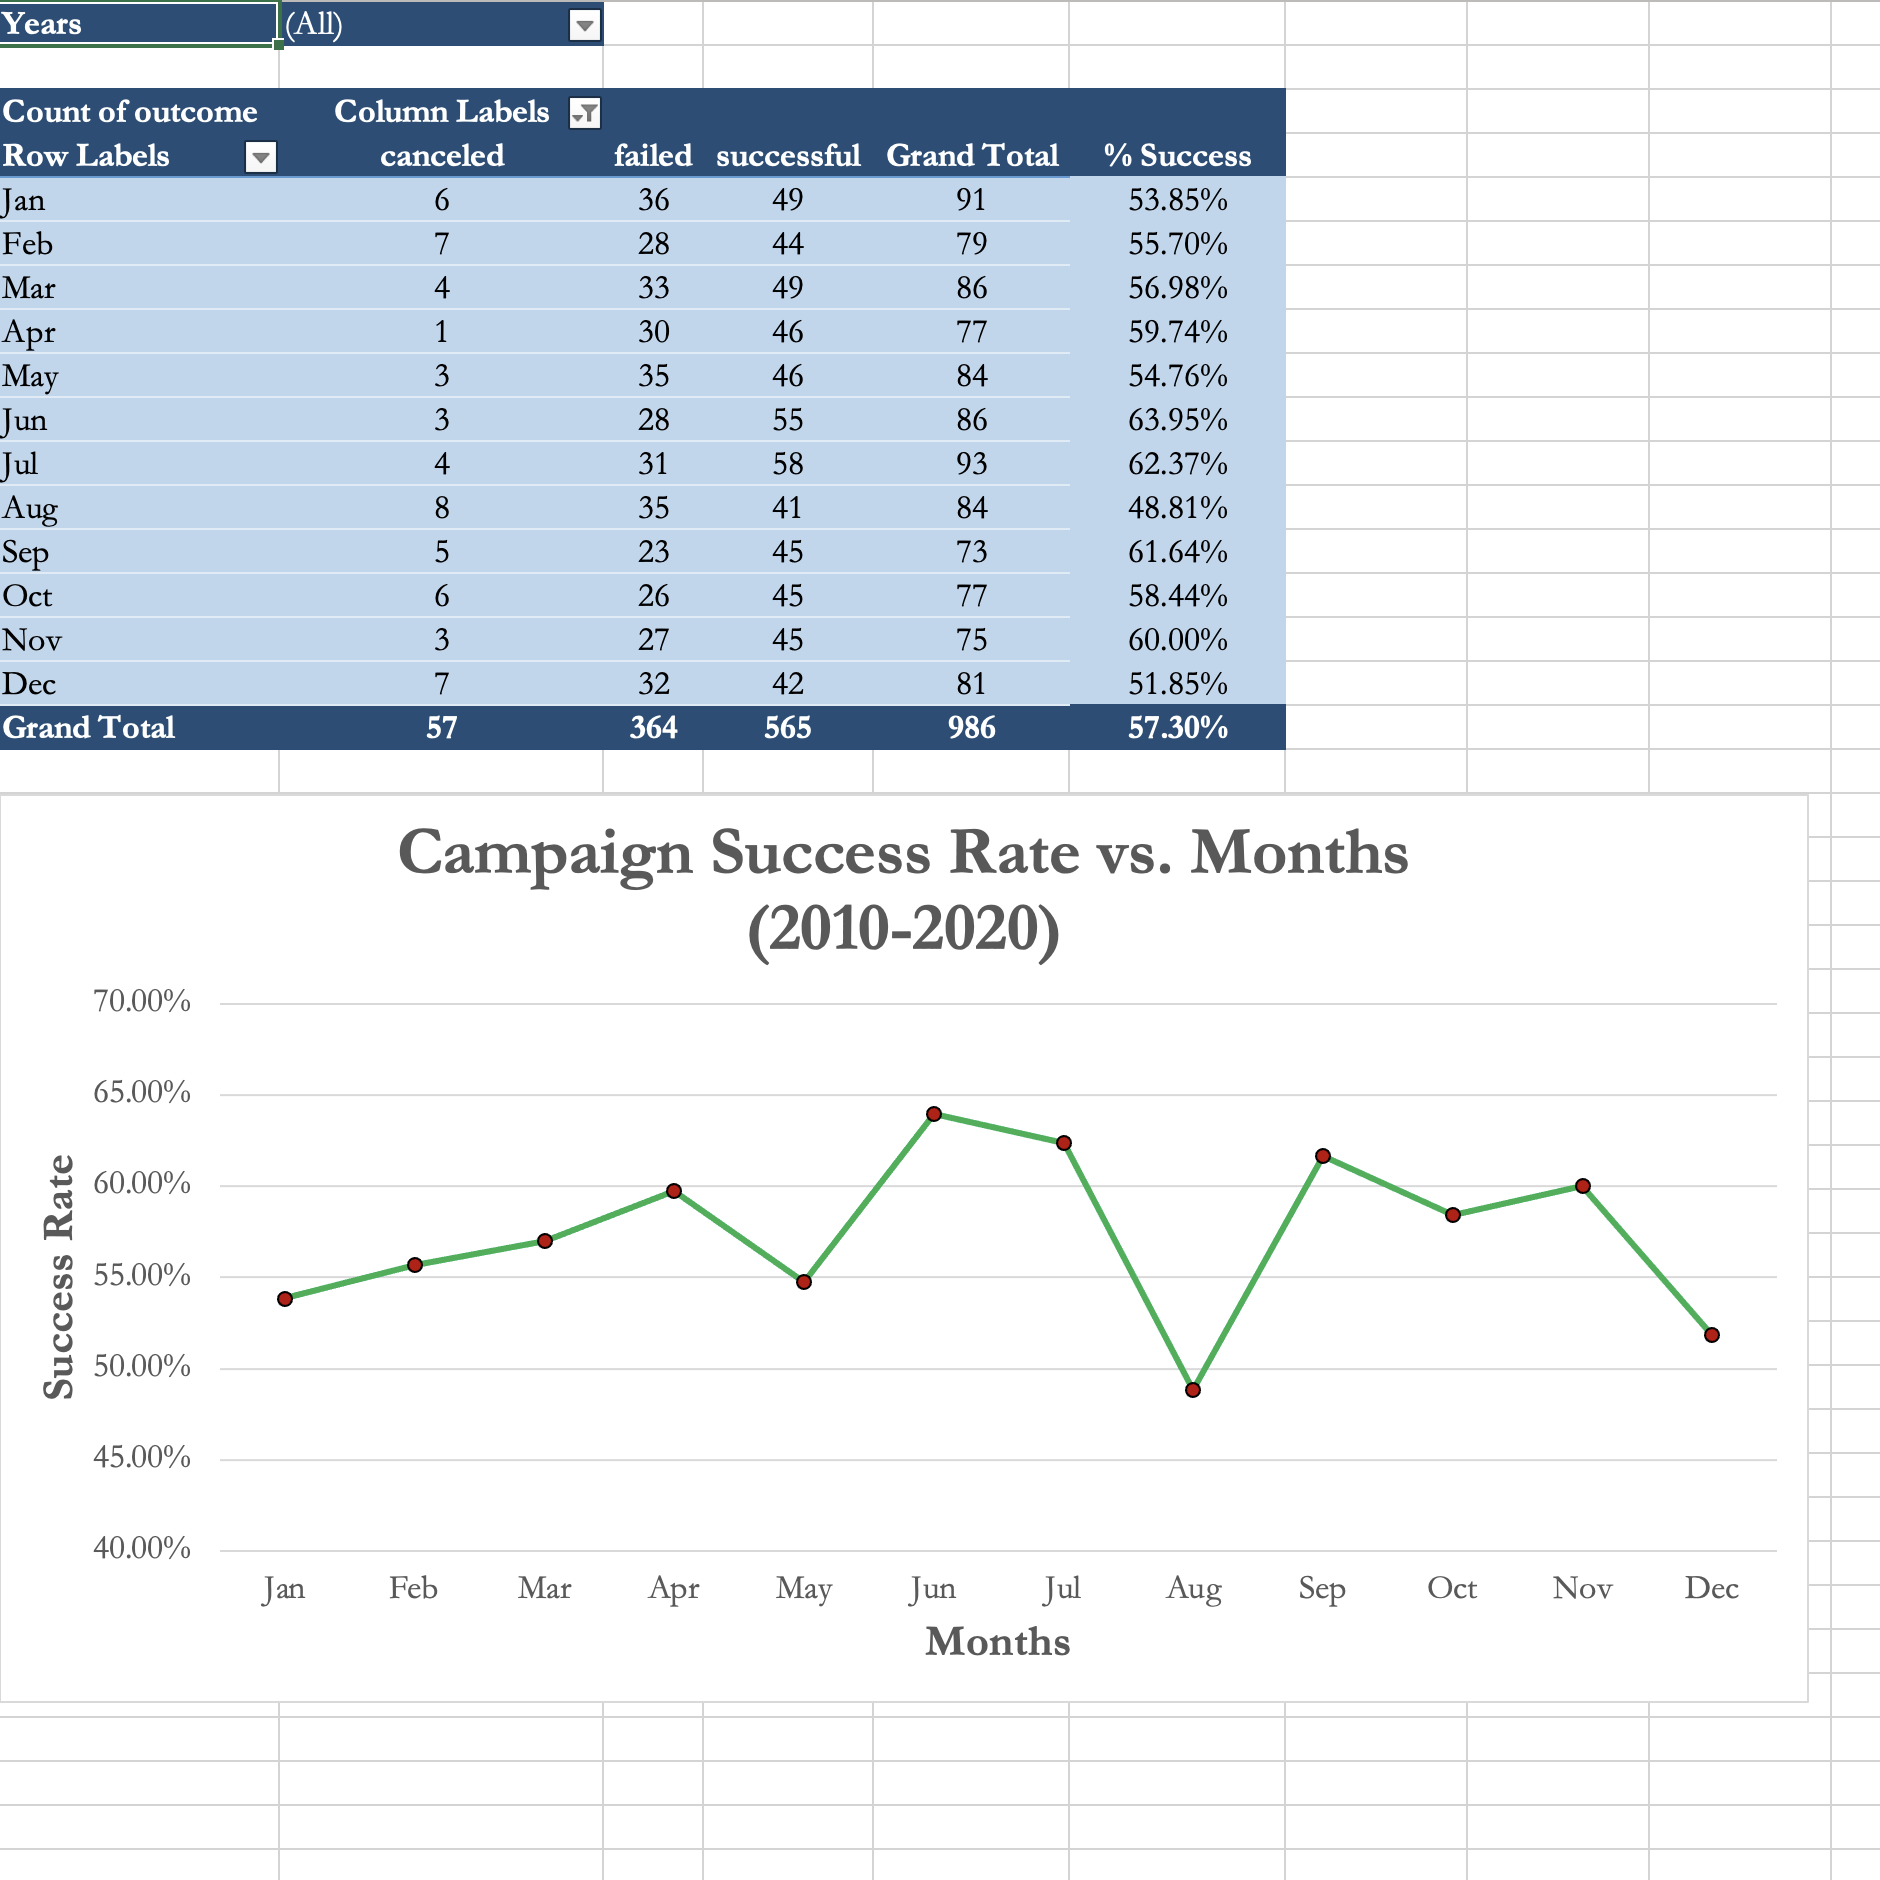 Years (All)
Count of outcome Column Labels
Row Labels canceled failed successful Grand Total % Success
Jan 6 36 49 91 53.85%
Feb 7 28 44 79 55.70%
Mar 4 33 49 86 56.98%
Apr 1 30 46 77 59.74%
May 3 35 46 84 54.76%
Jun 3 28 55 86 63.95%
Jul 4 31 58 93 62.37%
Aug 8 35 41 84 48.81%
Sep 5 23 45 73 61.64%
Oct 6 26 45 77 58.44%
Nov 3 27 45 75 60.00%
Dec 7 32 42 81 51.85%
Grand Total 57 364 565 986 57.30%
Campaign Success Rate vs. Months
(2010-2020)
Success Rate
70.00%
65.00%
60.00%
55.00%
50.00%
45.00%
40.00%
Jan Feb Mar Apr May Jun Jul Aug Sep Oct Nov Dec
Months